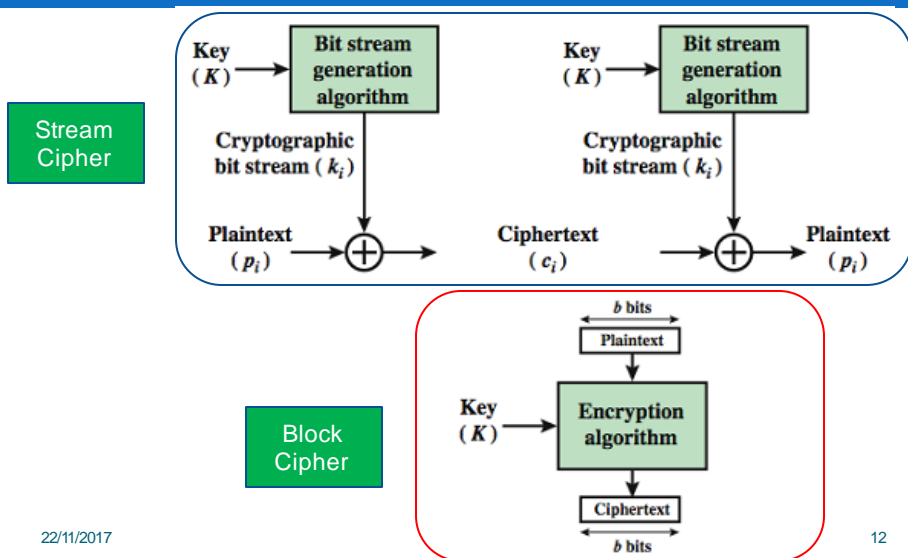 Stream
Cipher
Key
(K)
Bit stream
generation
algorithm
Cryptographic
bit stream ( kᵢ )
Plaintext
( pᵢ )
Ciphertext
( cᵢ )
Key
(K)
Bit stream
generation
algorithm
Cryptographic
bit stream ( kᵢ )
Plaintext
( pᵢ )
Block
Cipher
b bits
Plaintext
Key
(K)
Encryption
algorithm
Ciphertext
b bits
22/11/2017
12